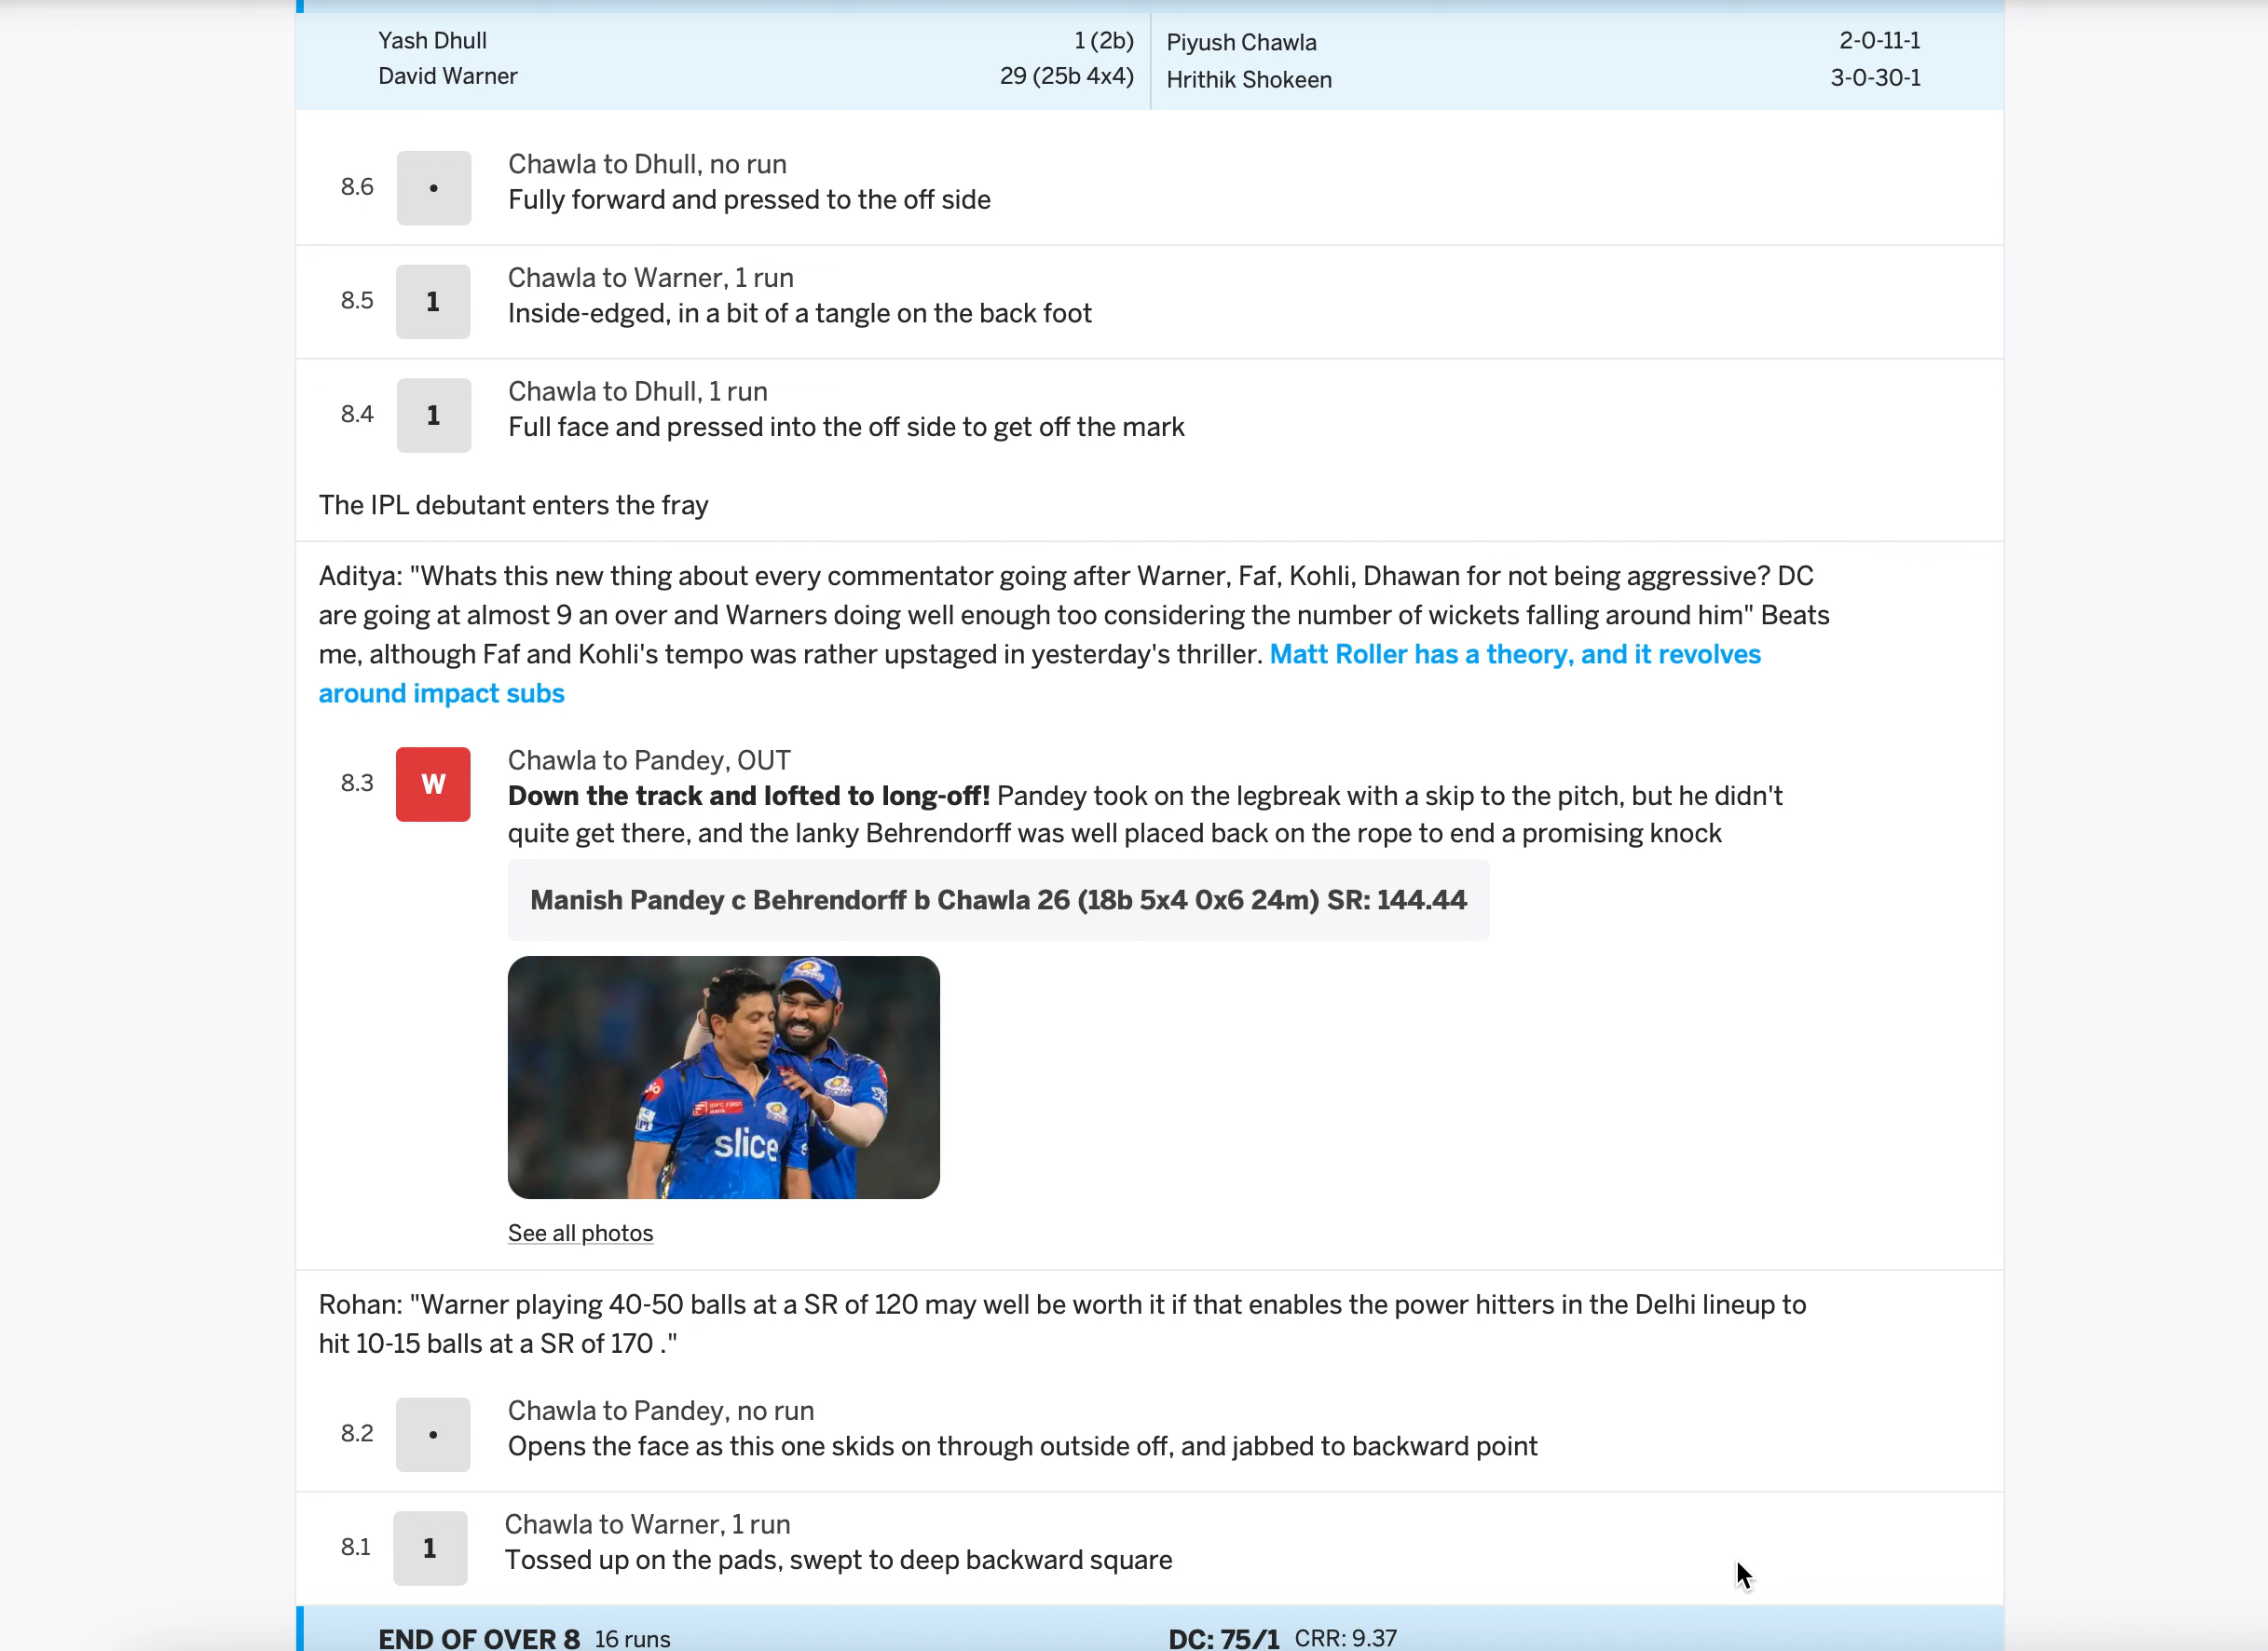 Yash Dhull 1 (2b) Piyush Chawla 2-0-11-1
David Warner 29 (25b 4x4) Hrithik Shokeen 3-0-30-1
Chawla to Dhull, no run
8.6 •
Fully forward and pressed to the off side
Chawla to Warner, 1 run
8.5 1
Inside-edged, in a bit of a tangle on the back foot
Chawla to Dhull, 1 run
8.4 1
Full face and pressed into the off side to get off the mark
The IPL debutant enters the fray
Aditya: "Whats this new thing about every commentator going after Warner, Faf, Kohli, Dhawan for not being aggressive? DC
are going at almost 9 an over and Warners doing well enough too considering the number of wickets falling around him" Beats
me, although Faf and Kohli's tempo was rather upstaged in yesterday's thriller. Matt Roller has a theory, and it revolves
around impact subs
Chawla to Pandey, OUT
8.3 W
Down the track and lofted to long-off! Pandey took on the legbreak with a skip to the pitch, but he didn't
quite get there, and the lanky Behrendorff was well placed back on the rope to end a promising knock
Manish Pandey c Behrendorff b Chawla 26 (18b 5x4 0x6 24m) SR: 144.44
IDFC FIRST
slice
See all photos
Rohan: "Warner playing 40-50 balls at a SR of 120 may well be worth it if that enables the power hitters in the Delhi lineup to
hit 10-15 balls at a SR of 170 ."
Chawla to Pandey, no run
8.2 •
Opens the face as this one skids on through outside off, and jabbed to backward point
Chawla to Warner, 1 run
8.1 1
Tossed up on the pads, swept to deep backward square
END OF OVER 8 16 runs DC: 75/1 CRR: 9.37